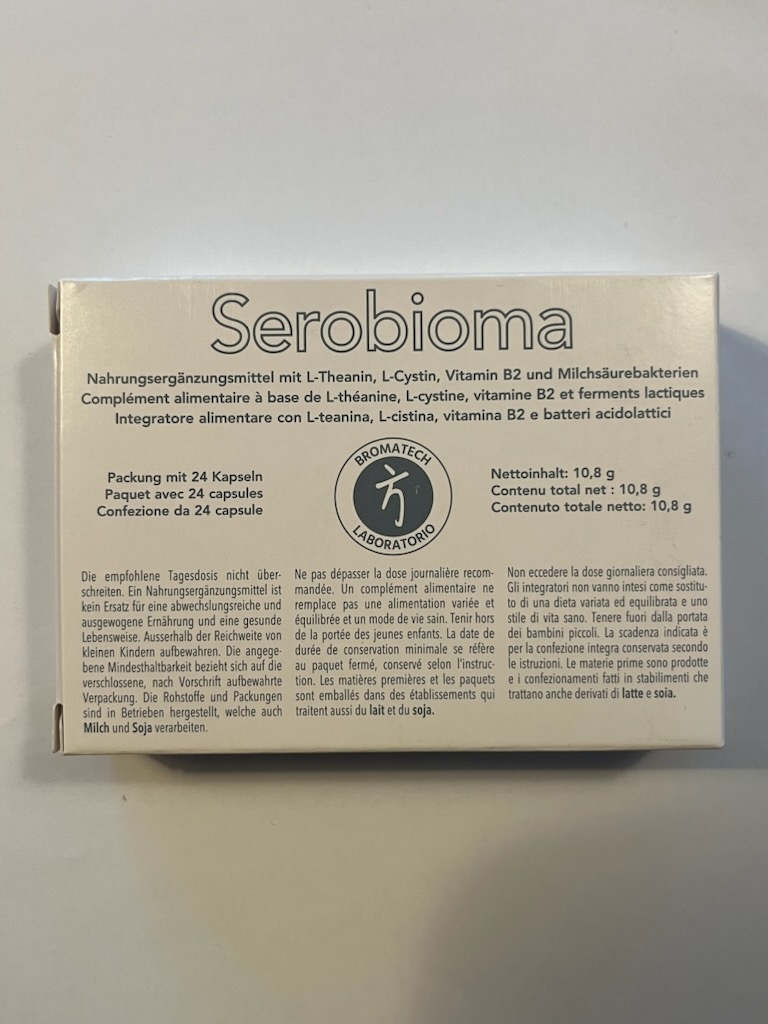 Serobioma
Nahrungsergänzungsmittel mit L-Theanin, L-Cystin, Vitamin B2 und Milchsäurebakterien
Complément alimentaire à base de L-théanine, L-cystine, vitamine B2 et ferments lactiques
Integratore alimentare con L-teanina, L-cistina, vitamina B2 e batteri acidolattici
Packung mit 24 Kapseln
Paquet avec 24 capsules
Confezione da 24 capsule
BROMATECH
LABORATORIO
Nettoinhalt: 10,8 g
Contenu total net : 10,8 g
Contenuto totale netto: 10,8 g
Die empfohlene Tagesdosis nicht über-
schreiten. Ein Nahrungsergänzungsmittel ist
kein Ersatz für eine abwechslungsreiche und
ausgewogene Ernährung und eine gesunde
Lebensweise. Ausserhalb der Reichweite von
kleinen Kindern aufbewahren. Die angege-
bene Mindesthaltbarkeit bezieht sich auf die
verschlossene, nach Vorschrift aufbewahrte
Verpackung. Die Rohstoffe und Packungen
sind in Betrieben hergestellt, welche auch
Milch und Soja verarbeiten.
Ne pas dépasser la dose journalière recom-
mandée. Un complément alimentaire ne
remplace pas une alimentation variée et
équilibrée et un mode de vie sain. Tenir hors
de la portée des jeunes enfants. La date de
durée de conservation minimale se réfère
au paquet fermé, conservé selon l'instruc-
tion. Les matières premières et les paquets
sont emballés dans des établissements qui
traitent aussi du lait et du soja.
Non eccedere la dose giornaliera consigliata.
Gli integratori non vanno intesi come sostitu-
to di una dieta variata ed equilibrata e uno
stile di vita sano. Tenere fuori dalla portata
dei bambini piccoli. La scadenza indicata è
per la confezione integra conservata secondo
le istruzioni. Le materie prime sono prodotte
e i confezionamenti fatti in stabilimenti che
trattano anche derivati di latte e soia.